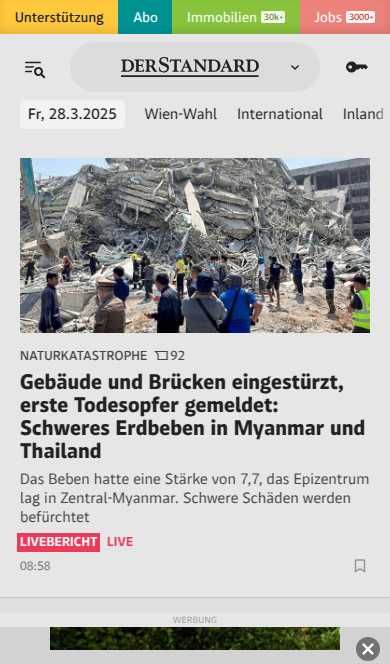 Unterstützung Abo Immobilien 30k+ Jobs 3000+
DERSTANDARD
Fr, 28.3.2025 Wien-Wahl International Inland
NATURKATASTROPHE 92
Gebäude und Brücken eingestürzt,
erste Todesopfer gemeldet:
Schweres Erdbeben in Myanmar und
Thailand
Das Beben hatte eine Stärke von 7,7, das Epizentrum
lag in Zentral-Myanmar. Schwere Schäden werden
befürchtet
LIVEBERICHT LIVE
08:58
WERBUNG